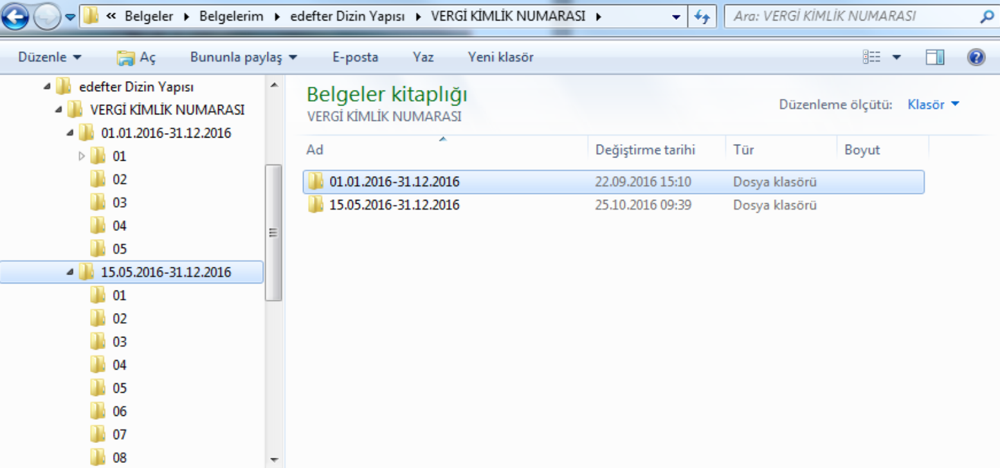 « Belgeler Belgelerim edefter Dizin Yapısı VERGİ KİMLİK NUMARASI Ara: VERGİ KİMLİK NUMARASI
Düzenle Aç Bununla paylaş E-posta Yaz Yeni klasör
edefter Dizin Yapısı
VERGİ KİMLİK NUMARASI
01.01.2016-31.12.2016
01
02
03
04
05
15.05.2016-31.12.2016
01
02
03
04
05
06
07
08
Belgeler kitaplığı
VERGİ KİMLİK NUMARASI
Düzenleme ölçütü: Klasör
Ad Değiştirme tarihi Tür Boyut
01.01.2016-31.12.2016 22.09.2016 15:10 Dosya klasörü
15.05.2016-31.12.2016 25.10.2016 09:39 Dosya klasörü